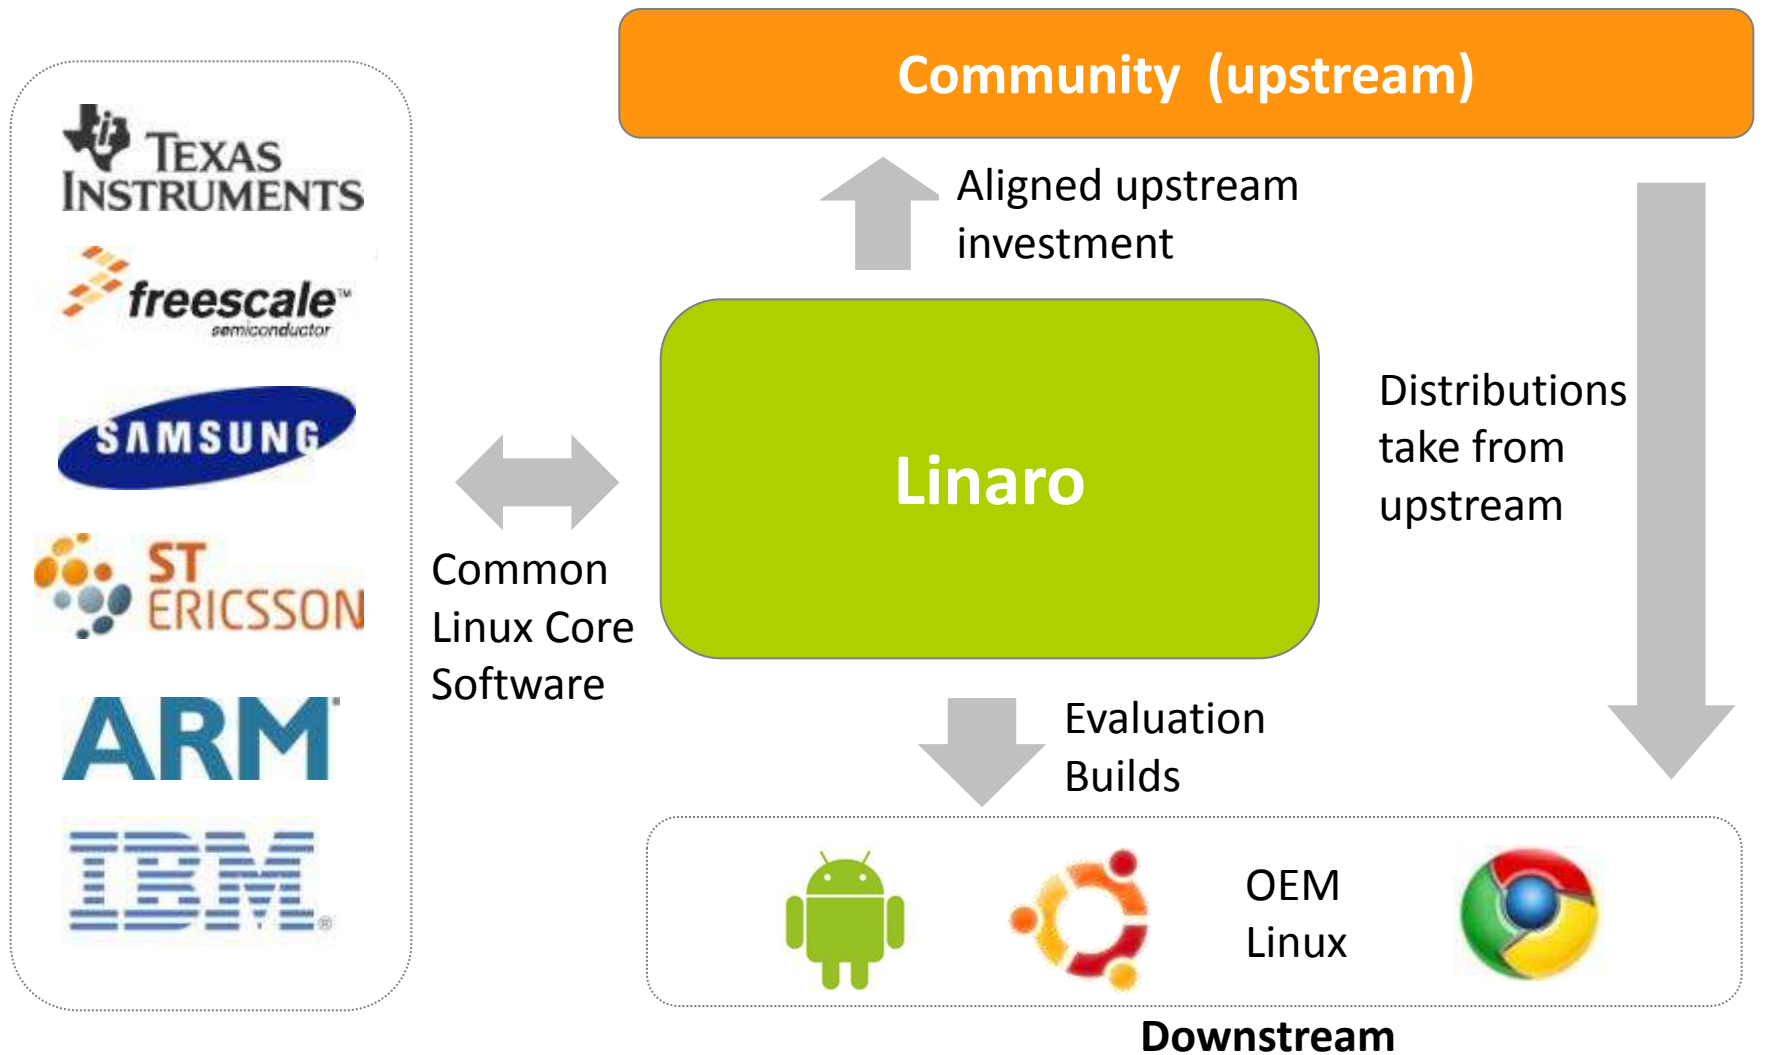 Community (upstream)
TEXAS
INSTRUMENTS
freescale™
semiconductor
SAMSUNG
ST
ERICSSON
ARM
IBM®
Aligned upstream
investment
Linaro
Common
Linux Core
Software
Distributions
take from
upstream
Evaluation
Builds
OEM
Linux
Downstream